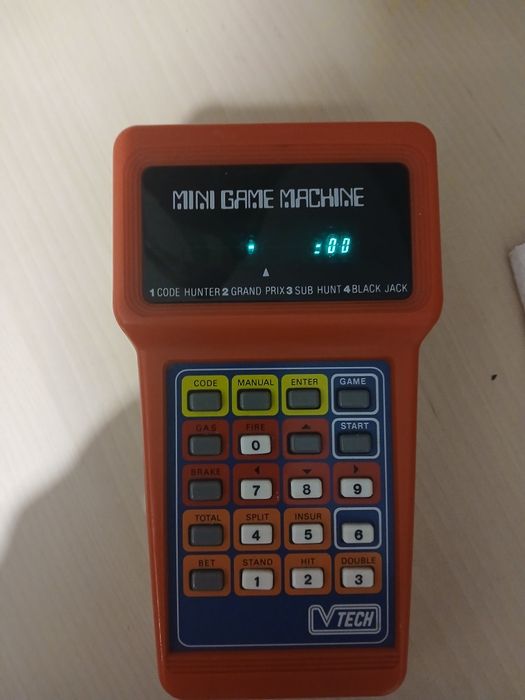 MINI GAME MACHINE
:00
1 CODE HUNTER 2 GRAND PRIX 3 SUB HUNT 4 BLACK JACK
CODE MANUAL ENTER GAME
GAS FIRE START
0
BRAKE
7 8 9
TOTAL SPLIT INSUR
4 5 6
BET STAND HIT DOUBLE
1 2 3
VTECH